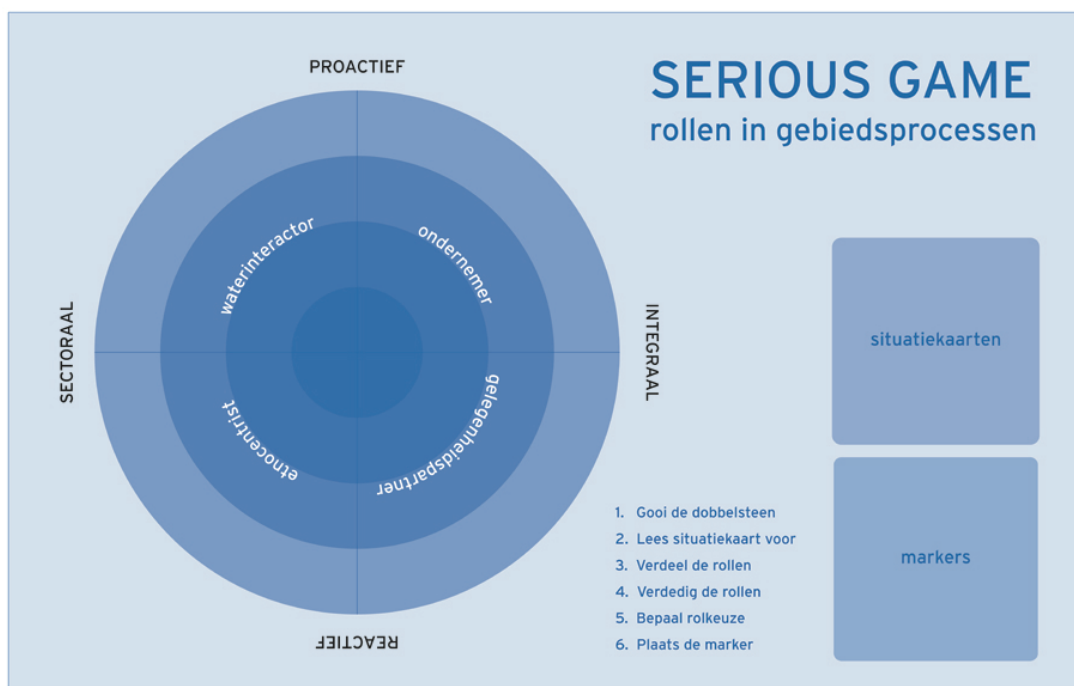 PROACTIEF
SERIOUS GAME
rollen in gebiedsprocessen
waterinteractor
ondernemer
SECTORAAL
INTEGRAAL
etnocentrist
gelegenheidspartner
REACTIEF
situatiekaarten
markers
1. Gooi de dobbelsteen
2. Lees situatiekaart voor
3. Verdeel de rollen
4. Verdedig de rollen
5. Bepaal rolkeuze
6. Plaats de marker